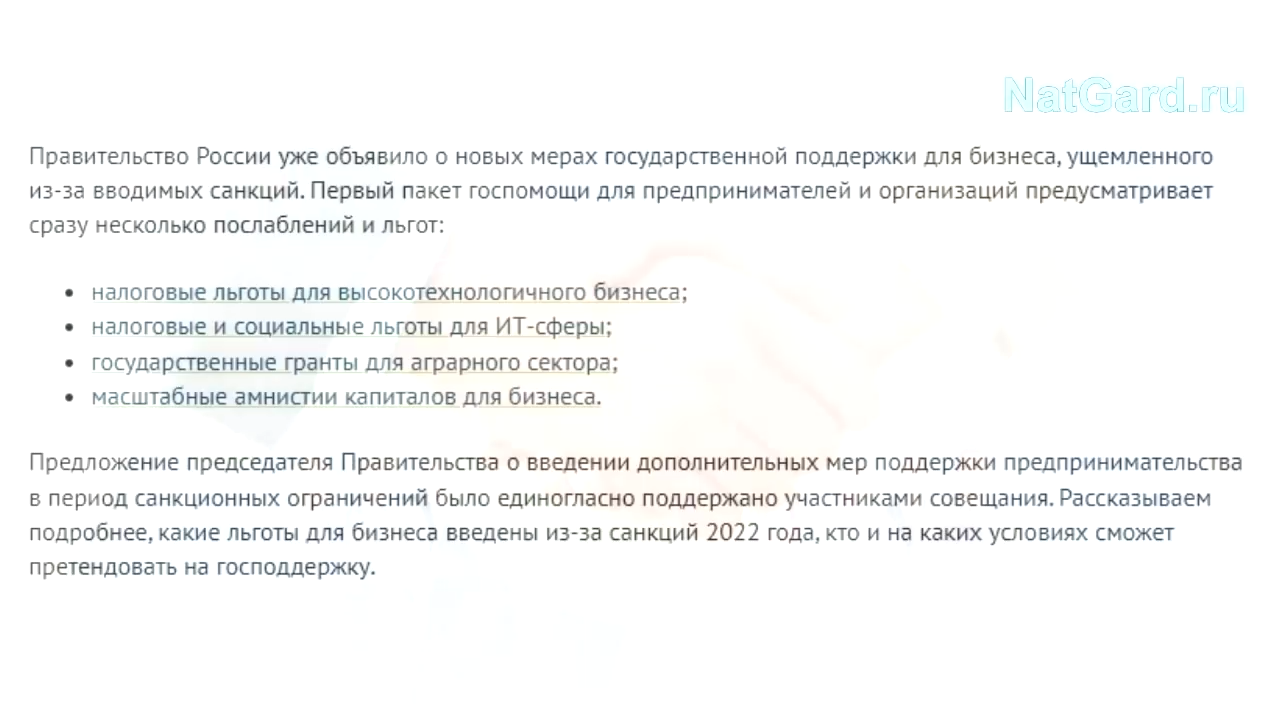 NatGard.ru
Правительство России уже объявило о новых мерах государственной поддержки для бизнеса, ущемленного
из-за вводимых санкций. Первый пакет госпомощи для предпринимателей и организаций предусматривает
сразу несколько послаблений и льгот:
• налоговые льготы для высокотехнологичного бизнеса;
• налоговые и социальные льготы для ИТ-сферы;
• государственные гранты для аграрного сектора;
• масштабные амнистии капиталов для бизнеса.
Предложение председателя Правительства о введении дополнительных мер поддержки предпринимательства
в период санкционных ограничений было единогласно поддержано участниками совещания. Рассказываем
подробнее, какие льготы для бизнеса введены из-за санкций 2022 года, кто и на каких условиях сможет
претендовать на господдержку.